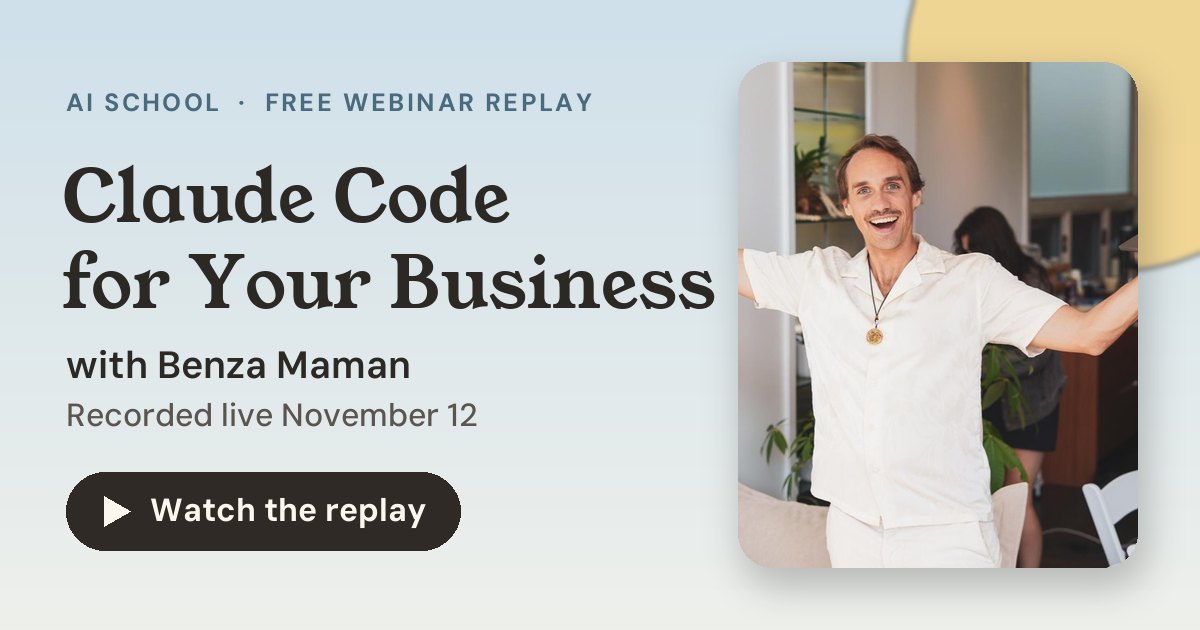 AI SCHOOL · FREE WEBINAR REPLAY
Claude Code
for Your Business
with Benza Maman
Recorded live November 12
Watch the replay